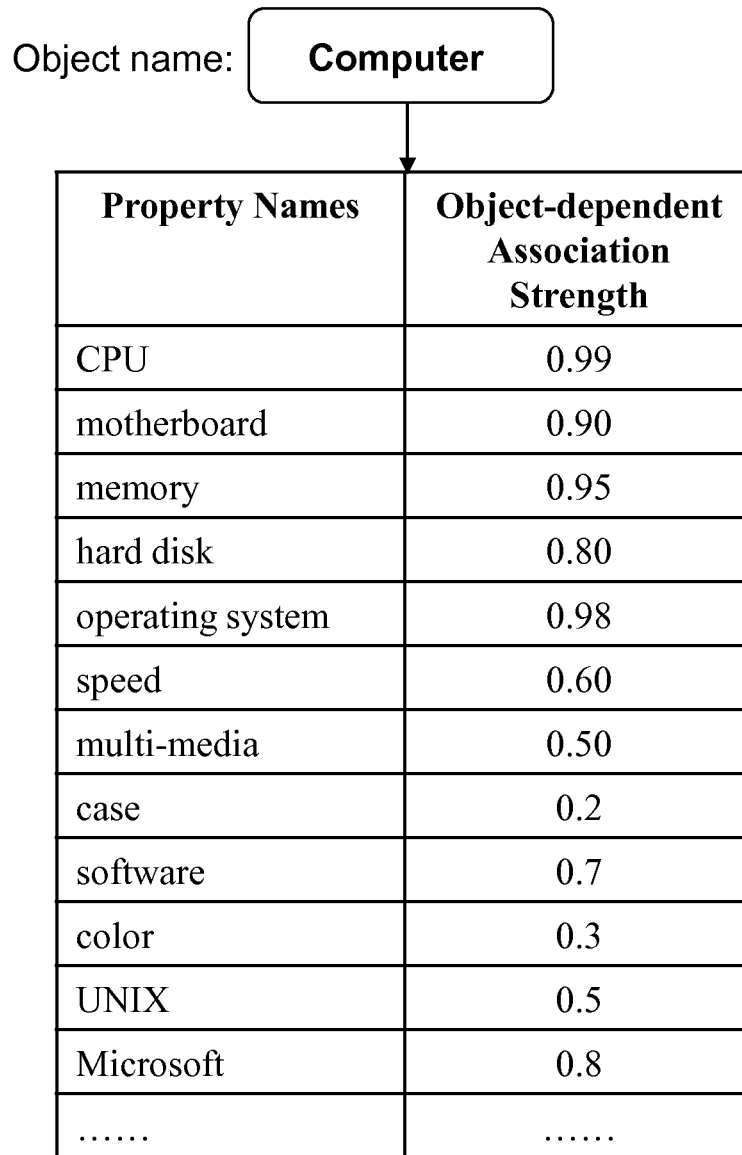 Object name: Computer
Property Names Object-dependent
Association
Strength
CPU 0.99
motherboard 0.90
memory 0.95
hard disk 0.80
operating system 0.98
speed 0.60
multi-media 0.50
case 0.2
software 0.7
color 0.3
UNIX 0.5
Microsoft 0.8
…… ……